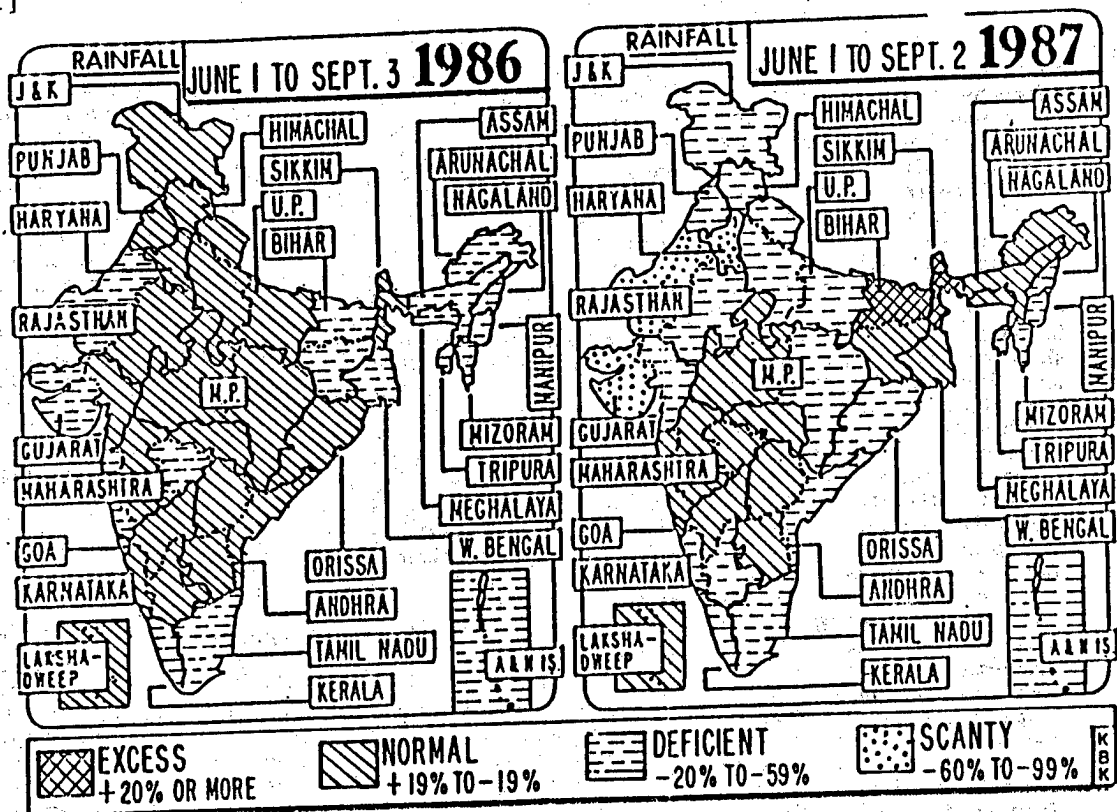 RAINFALL
JUNE 1 TO SEPT. 3 1986
J & K
PUNJAB
HARYANA
RAJASTHAN
GUJARAT
MAHARASHTRA
GOA
KARNATAKA
LAKSHA-
DWEEP
HIMACHAL
SIKKIM
U.P.
BIHAR
M.P.
ASSAM
ARUNACHAL
NAGALAND
MANIPUR
MIZORAM
TRIPURA
MEGHALAYA
W. BENGAL
ORISSA
ANDHRA
TAMIL NADU
KERALA
A & N IS.
RAINFALL
JUNE 1 TO SEPT. 2 1987
J & K
PUNJAB
HARYANA
RAJASTHAN
GUJARAT
MAHARASHTRA
GOA
KARNATAKA
LAKSHA-
DWEEP
HIMACHAL
SIKKIM
U.P.
BIHAR
M.P.
ASSAM
ARUNACHAL
NAGALAND
MANIPUR
MIZORAM
TRIPURA
MEGHALAYA
W. BENGAL
ORISSA
ANDHRA
TAMIL NADU
KERALA
A & N IS.
EXCESS
+20% OR MORE
NORMAL
+19% TO -19%
DEFICIENT
-20% TO -59%
SCANTY
-60% TO -99%
KBK